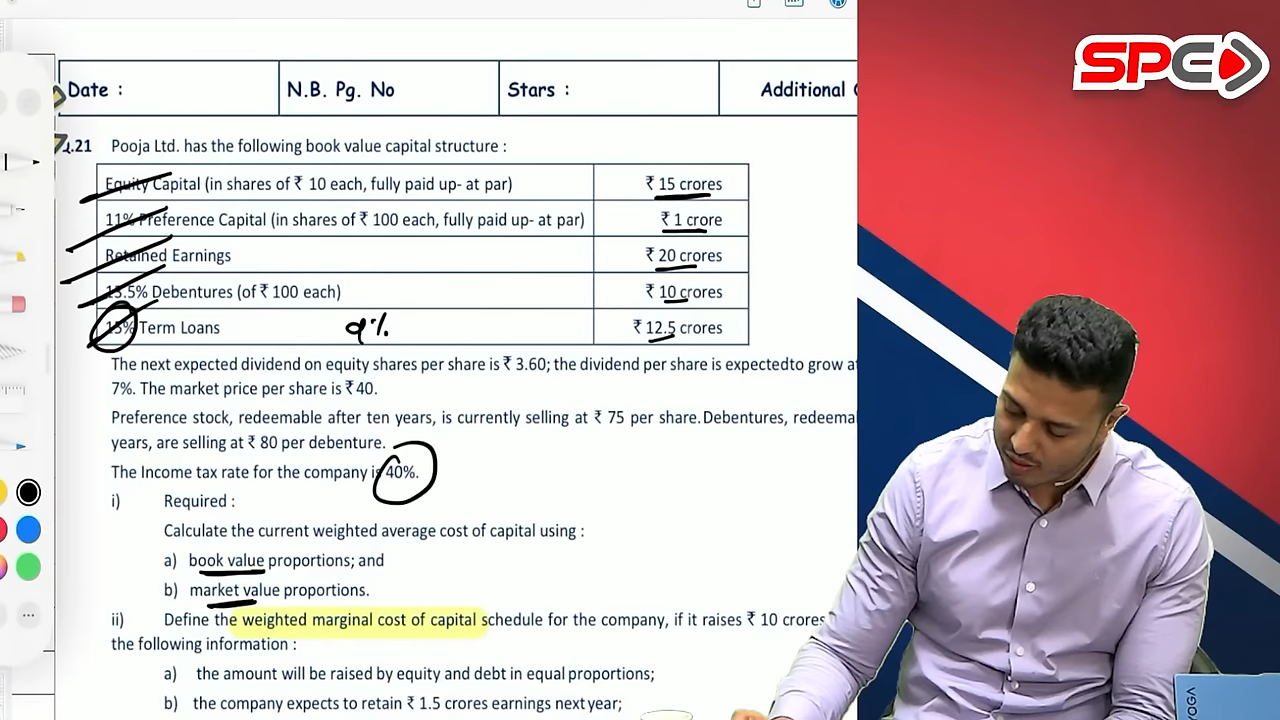 SPC
Date :
N.B. Pg. No
Stars :
Additional
Q.21 Pooja Ltd. has the following book value capital structure :
Equity Capital (in shares of ₹ 10 each, fully paid up- at par) ₹ 15 crores
11% Preference Capital (in shares of ₹ 100 each, fully paid up- at par) ₹ 1 crore
Retained Earnings ₹ 20 crores
13.5% Debentures (of ₹ 100 each) ₹ 10 crores
15% Term Loans 9% ₹ 12.5 crores
The next expected dividend on equity shares per share is ₹ 3.60; the dividend per share is expectedto grow at
7%. The market price per share is ₹ 40.
Preference stock, redeemable after ten years, is currently selling at ₹ 75 per share.Debentures, redeema
years, are selling at ₹ 80 per debenture.
The Income tax rate for the company is 40%.
i) Required :
Calculate the current weighted average cost of capital using :
a) book value proportions; and
b) market value proportions.
ii) Define the weighted marginal cost of capital schedule for the company, if it raises ₹ 10 crores
the following information :
a) the amount will be raised by equity and debt in equal proportions;
b) the company expects to retain ₹ 1.5 crores earnings next year;
YOGA